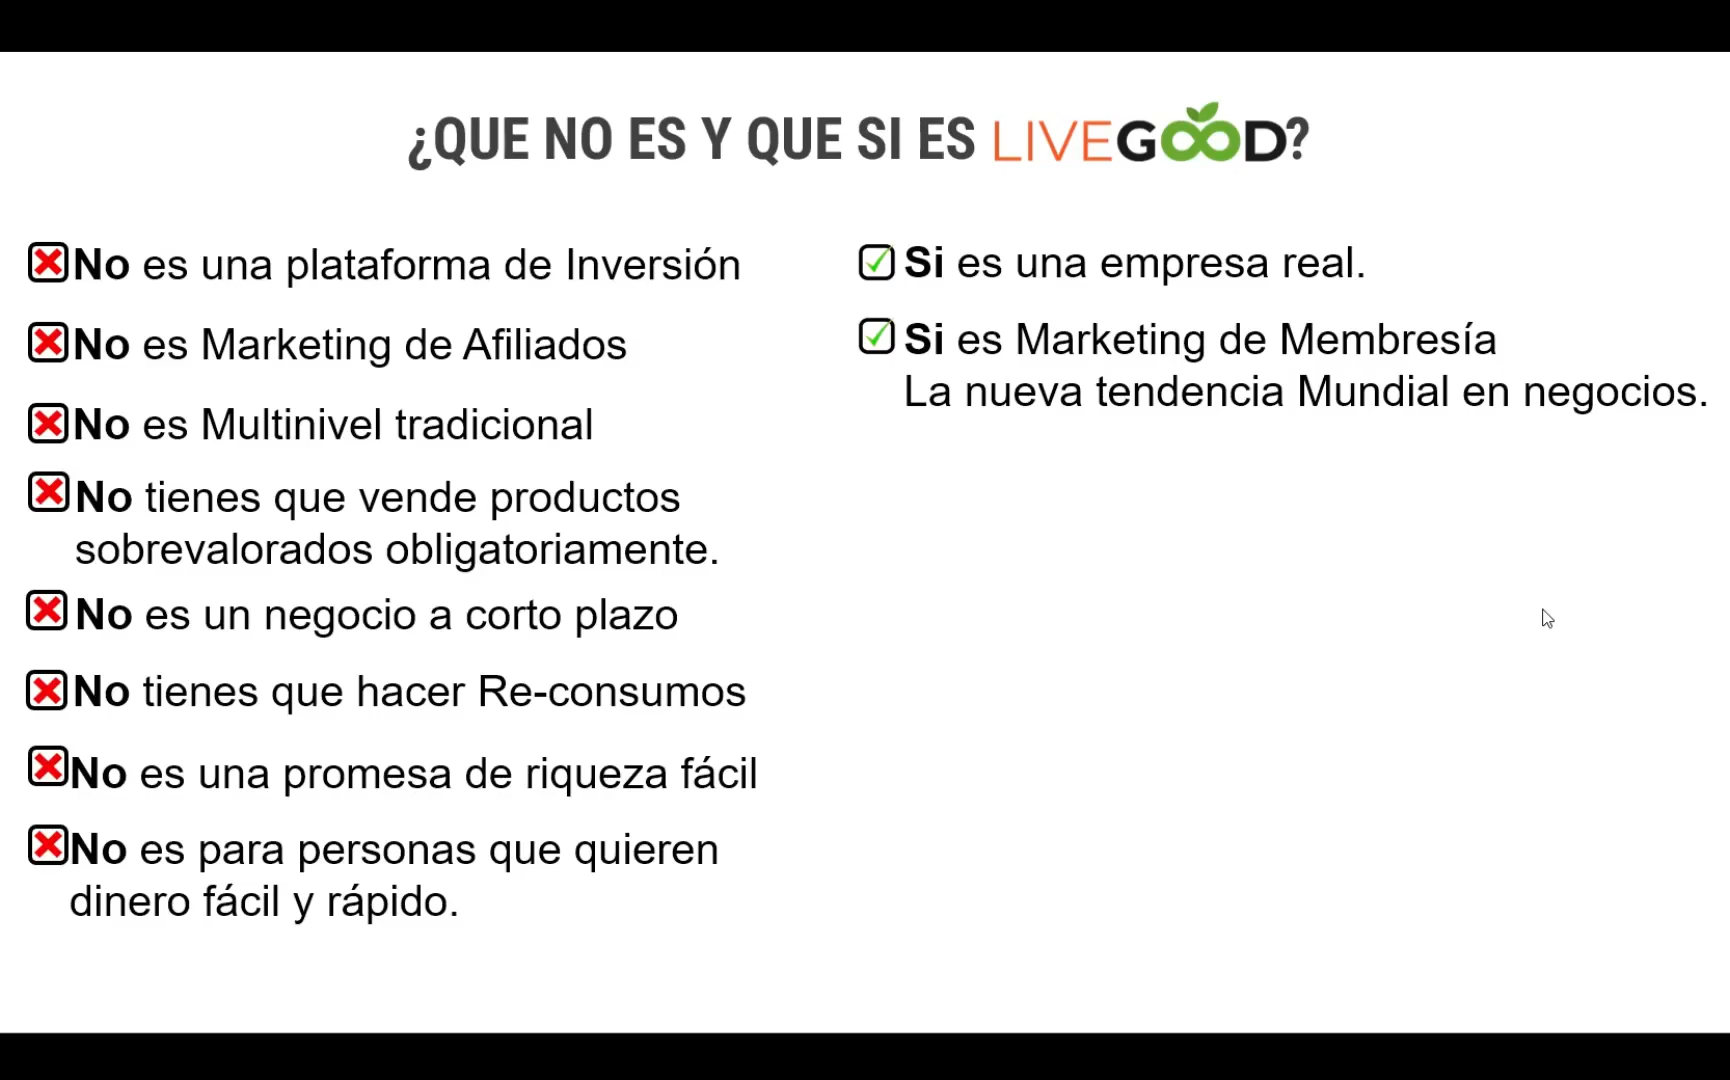 ¿QUE NO ES Y QUE SI ES LIVEGOOD?
No es una plataforma de Inversión
No es Marketing de Afiliados
No es Multinivel tradicional
No tienes que vende productos
sobrevalorados obligatoriamente.
No es un negocio a corto plazo
No tienes que hacer Re-consumos
No es una promesa de riqueza fácil
No es para personas que quieren
dinero fácil y rápido.
Si es una empresa real.
Si es Marketing de Membresía
La nueva tendencia Mundial en negocios.